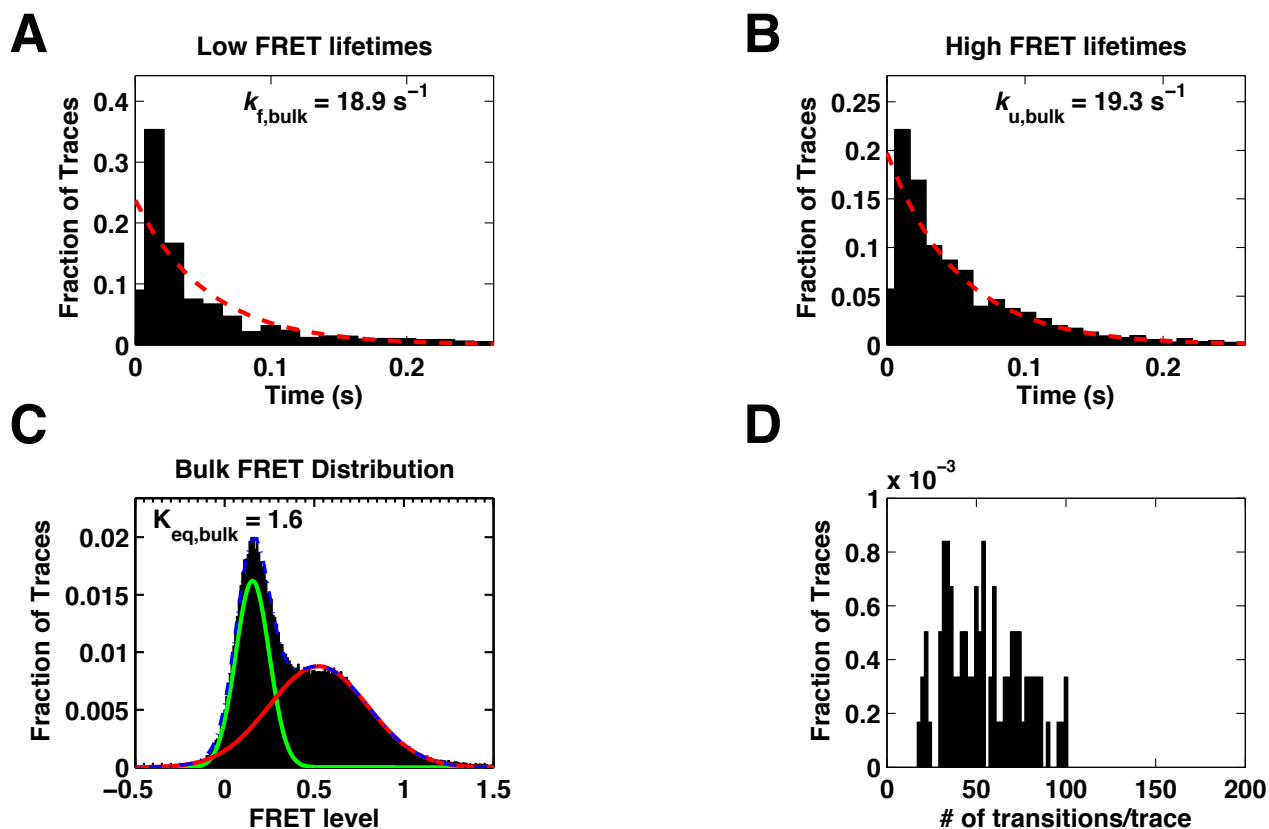 A
Low FRET lifetimes
k f,bulk = 18.9 s−1
Fraction of Traces
0.4
0.3
0.2
0.1
0
0 0.1 0.2
Time (s)
B
High FRET lifetimes
k u,bulk = 19.3 s−1
Fraction of Traces
0.25
0.2
0.15
0.1
0.05
0
0 0.1 0.2
Time (s)
C
Bulk FRET Distribution
K eq,bulk = 1.6
Fraction of Traces
0.02
0.015
0.01
0.005
0
−0.5 0 0.5 1 1.5
FRET level
D
x 10−3
Fraction of Traces
1
0.8
0.6
0.4
0.2
0
0 50 100 150 200
# of transitions/trace